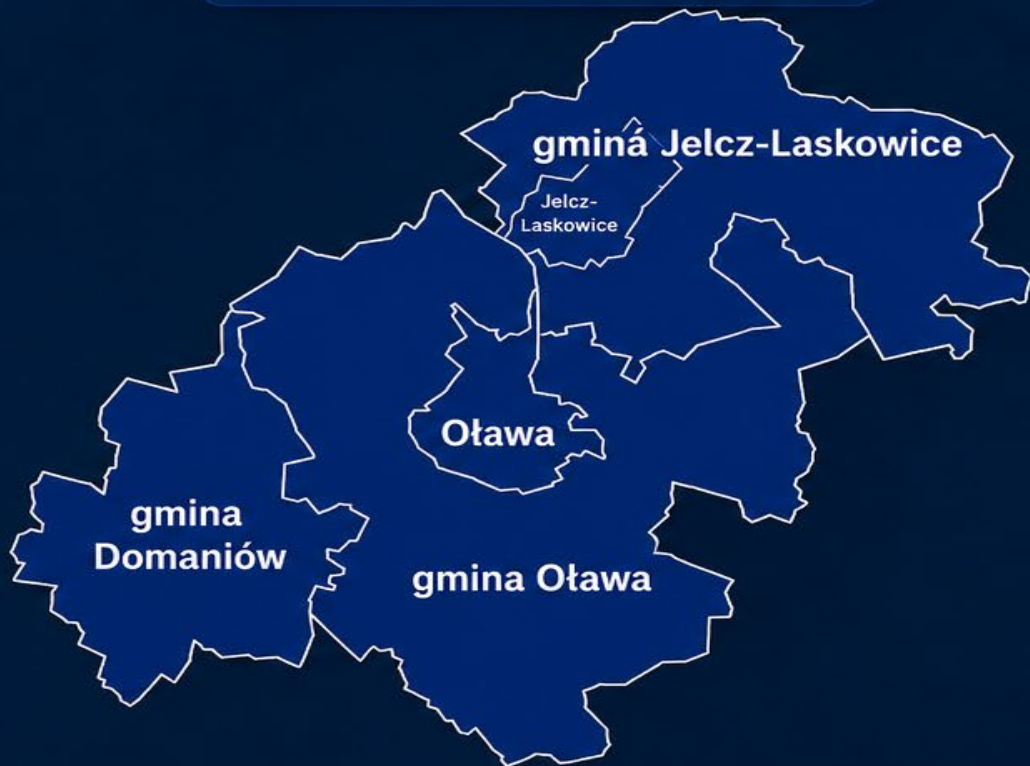 gminá Jelcz-Laskowice
Jelcz-
Laskowice
Oława
gmina
Domaniów
gmina Oława